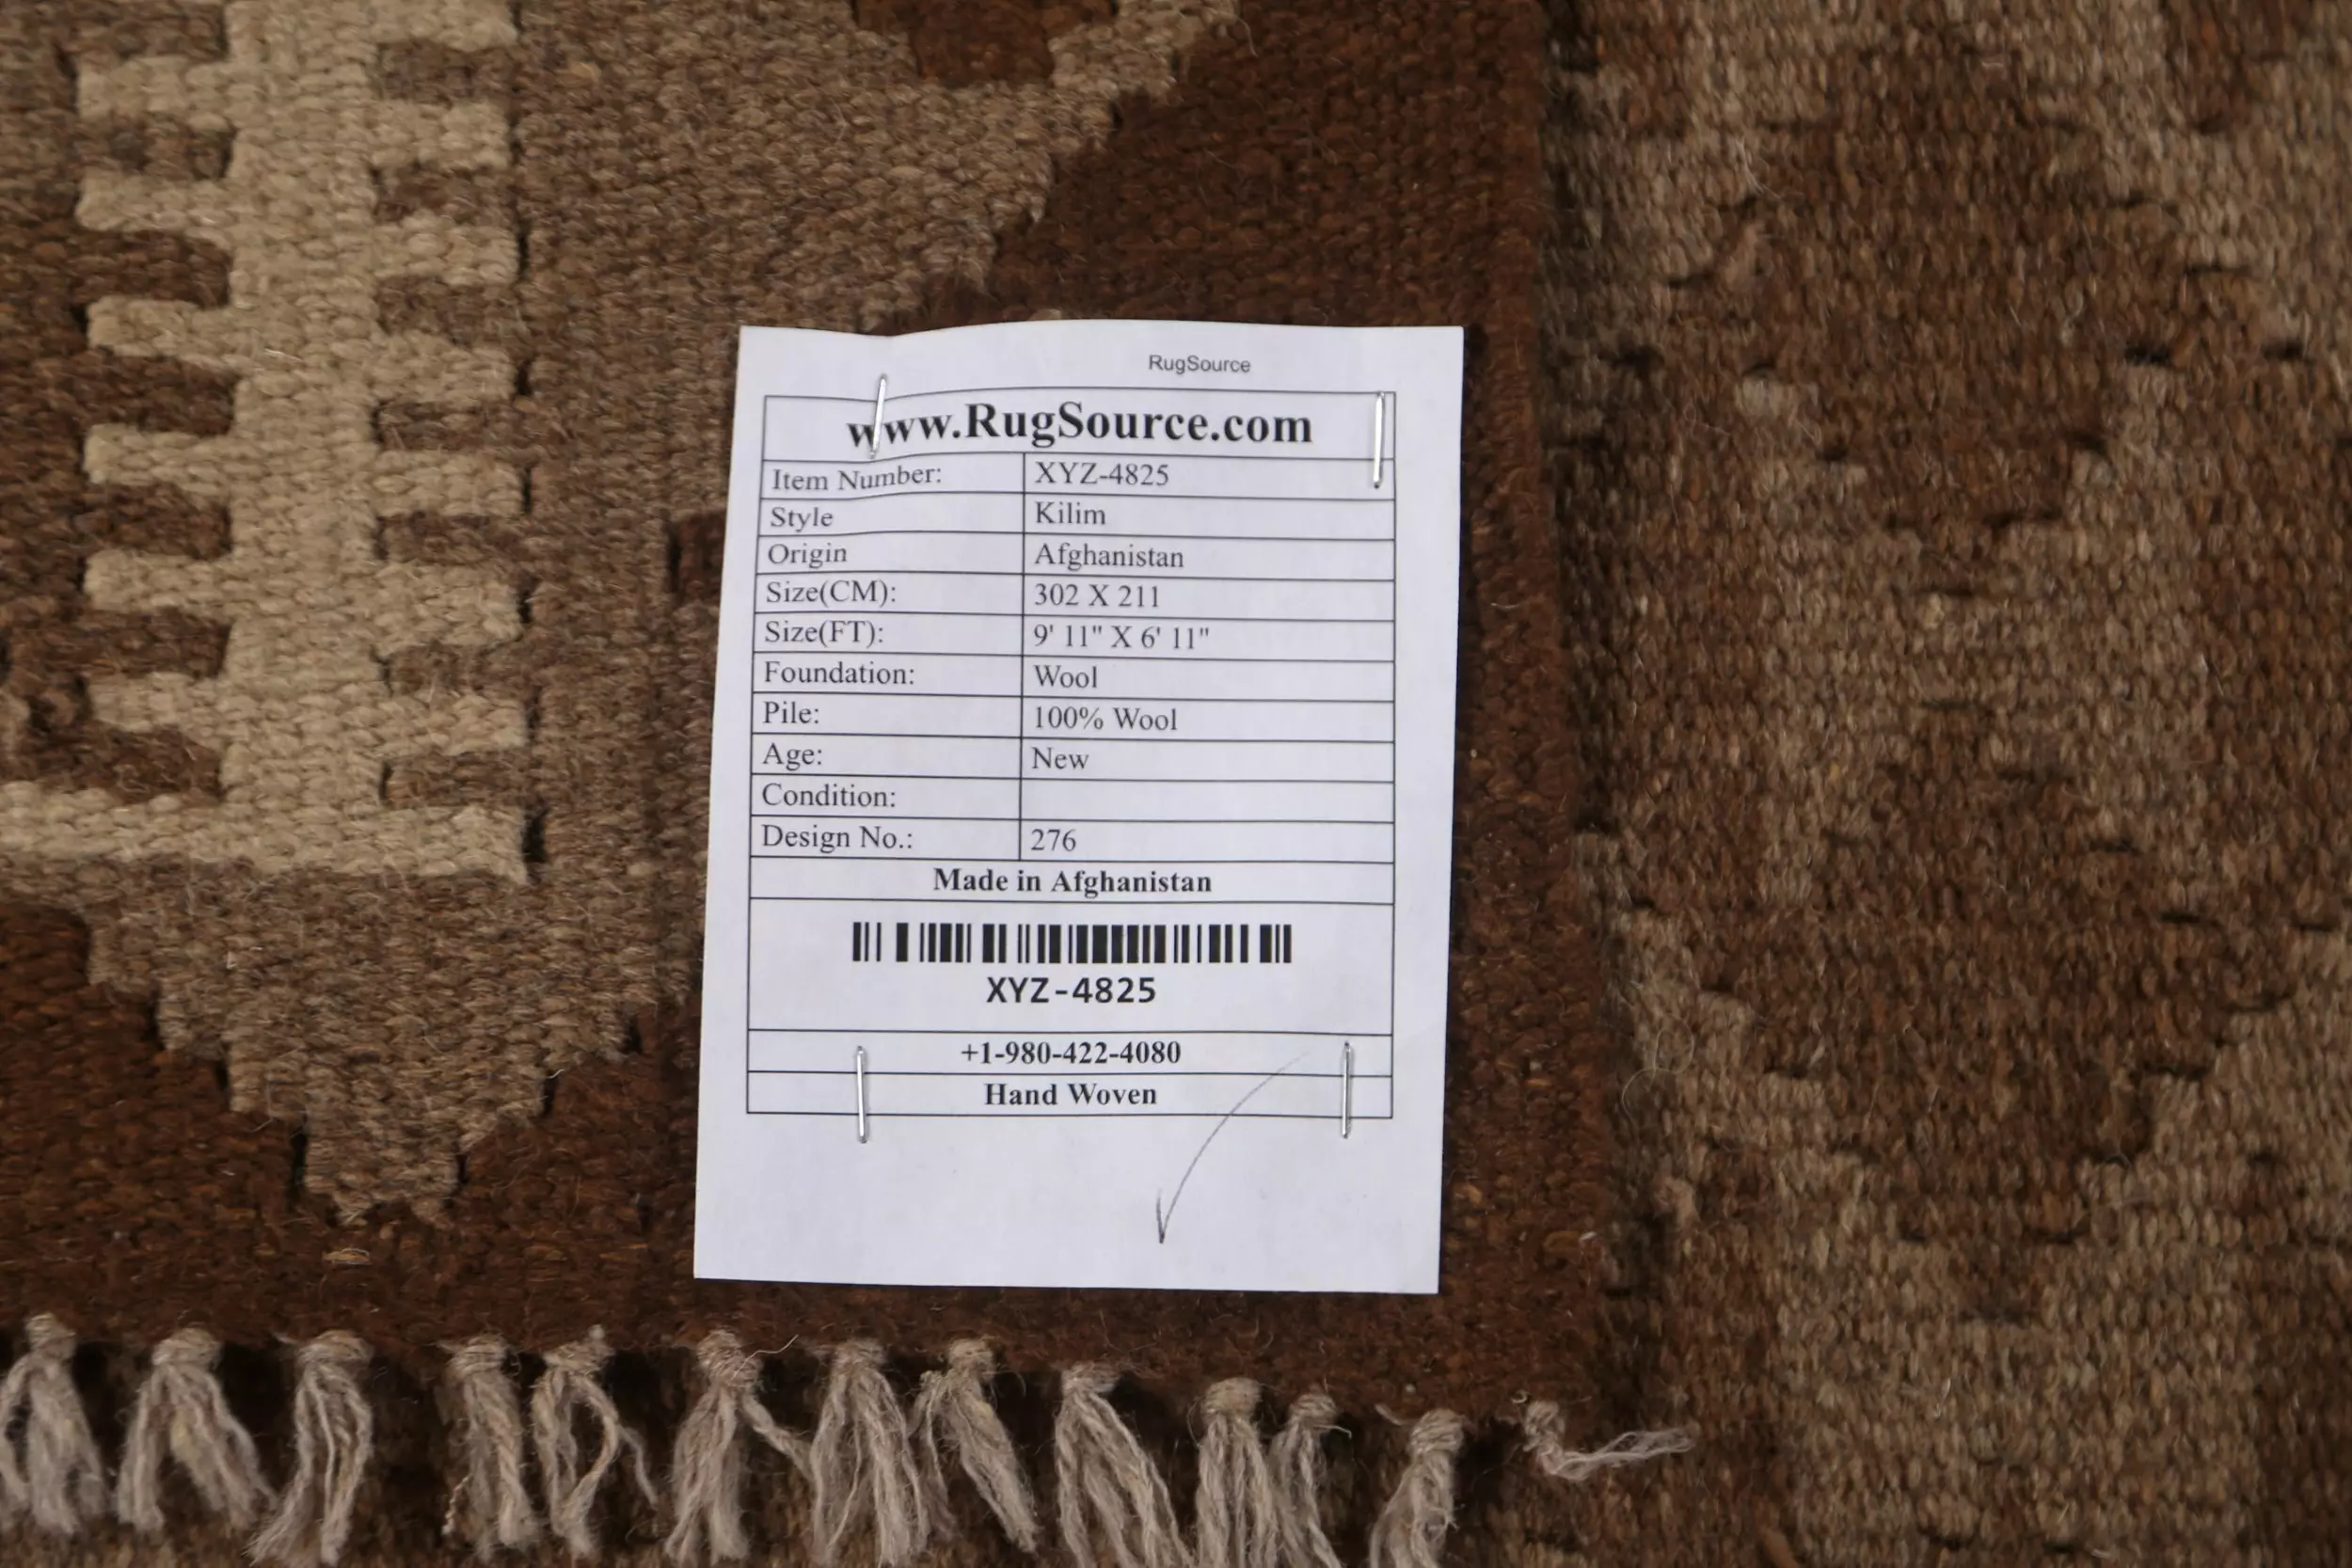 RugSource
www.RugSource.com
Item Number: XYZ-4825
Style Kilim
Origin Afghanistan
Size(CM): 302 X 211
Size(FT): 9' 11" X 6' 11"
Foundation: Wool
Pile: 100% Wool
Age: New
Condition:
Design No.: 276
Made in Afghanistan
XYZ-4825
+1-980-422-4080
Hand Woven